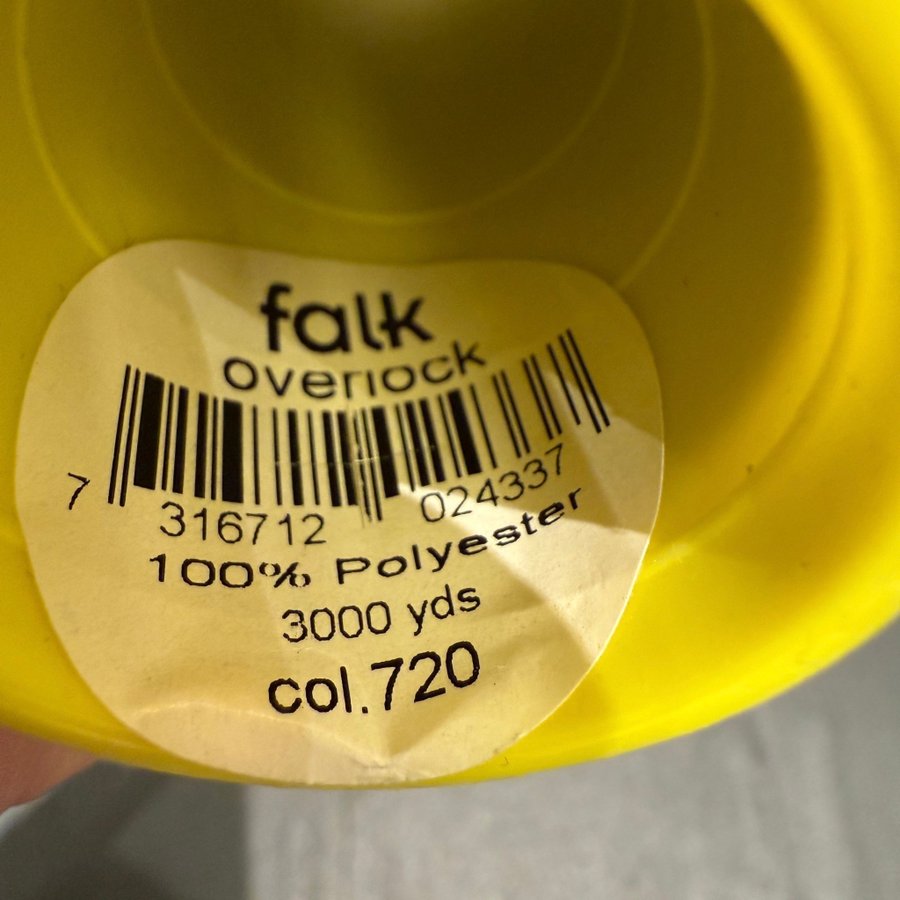 falk
overlock
7 316712 024337
100% Polyester
3000 yds
col.720